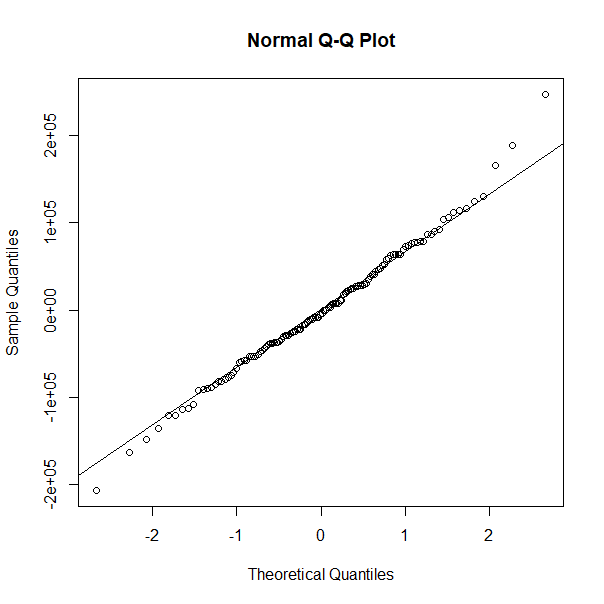 Normal Q-Q Plot
Sample Quantiles
2e+05
1e+05
0e+00
-1e+05
-2e+05
-2 -1 0 1 2
Theoretical Quantiles